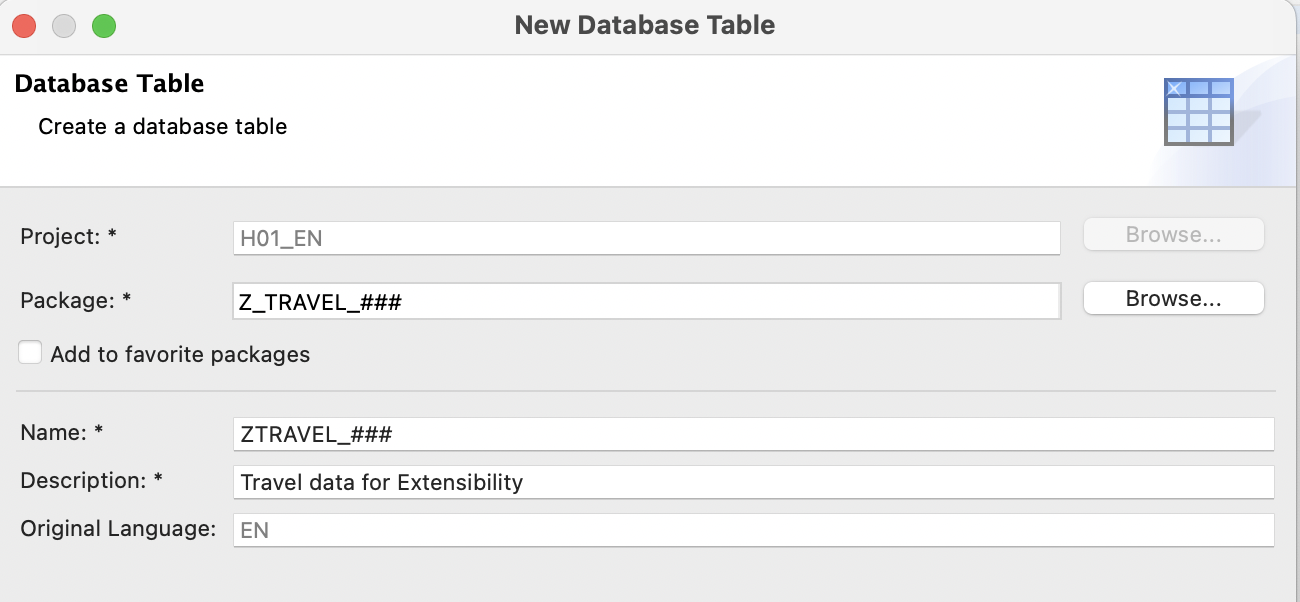 New Database Table
Database Table
Create a database table
Project: * H01_EN Browse...
Package: * Z_TRAVEL_### Browse...
Add to favorite packages
Name: * ZTRAVEL_###
Description: * Travel data for Extensibility
Original Language: EN